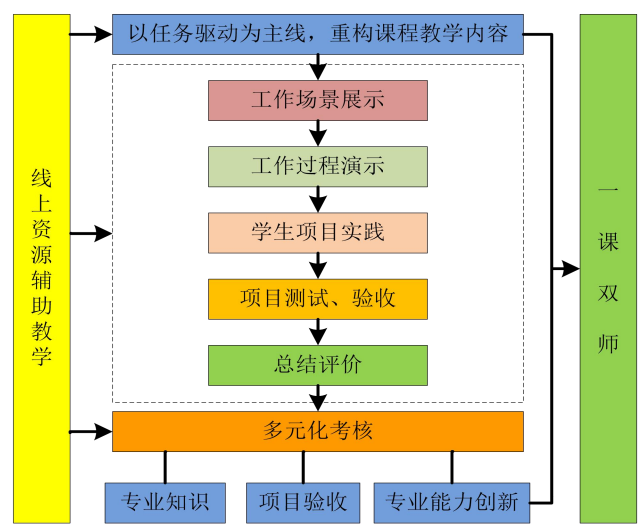 以任务驱动为主线，重构课程教学内容
工作场景展示
工作过程演示
学生项目实践
项目测试、验收
总结评价
多元化考核
专业知识
项目验收
专业能力创新
线上资源辅助教学
一课双师